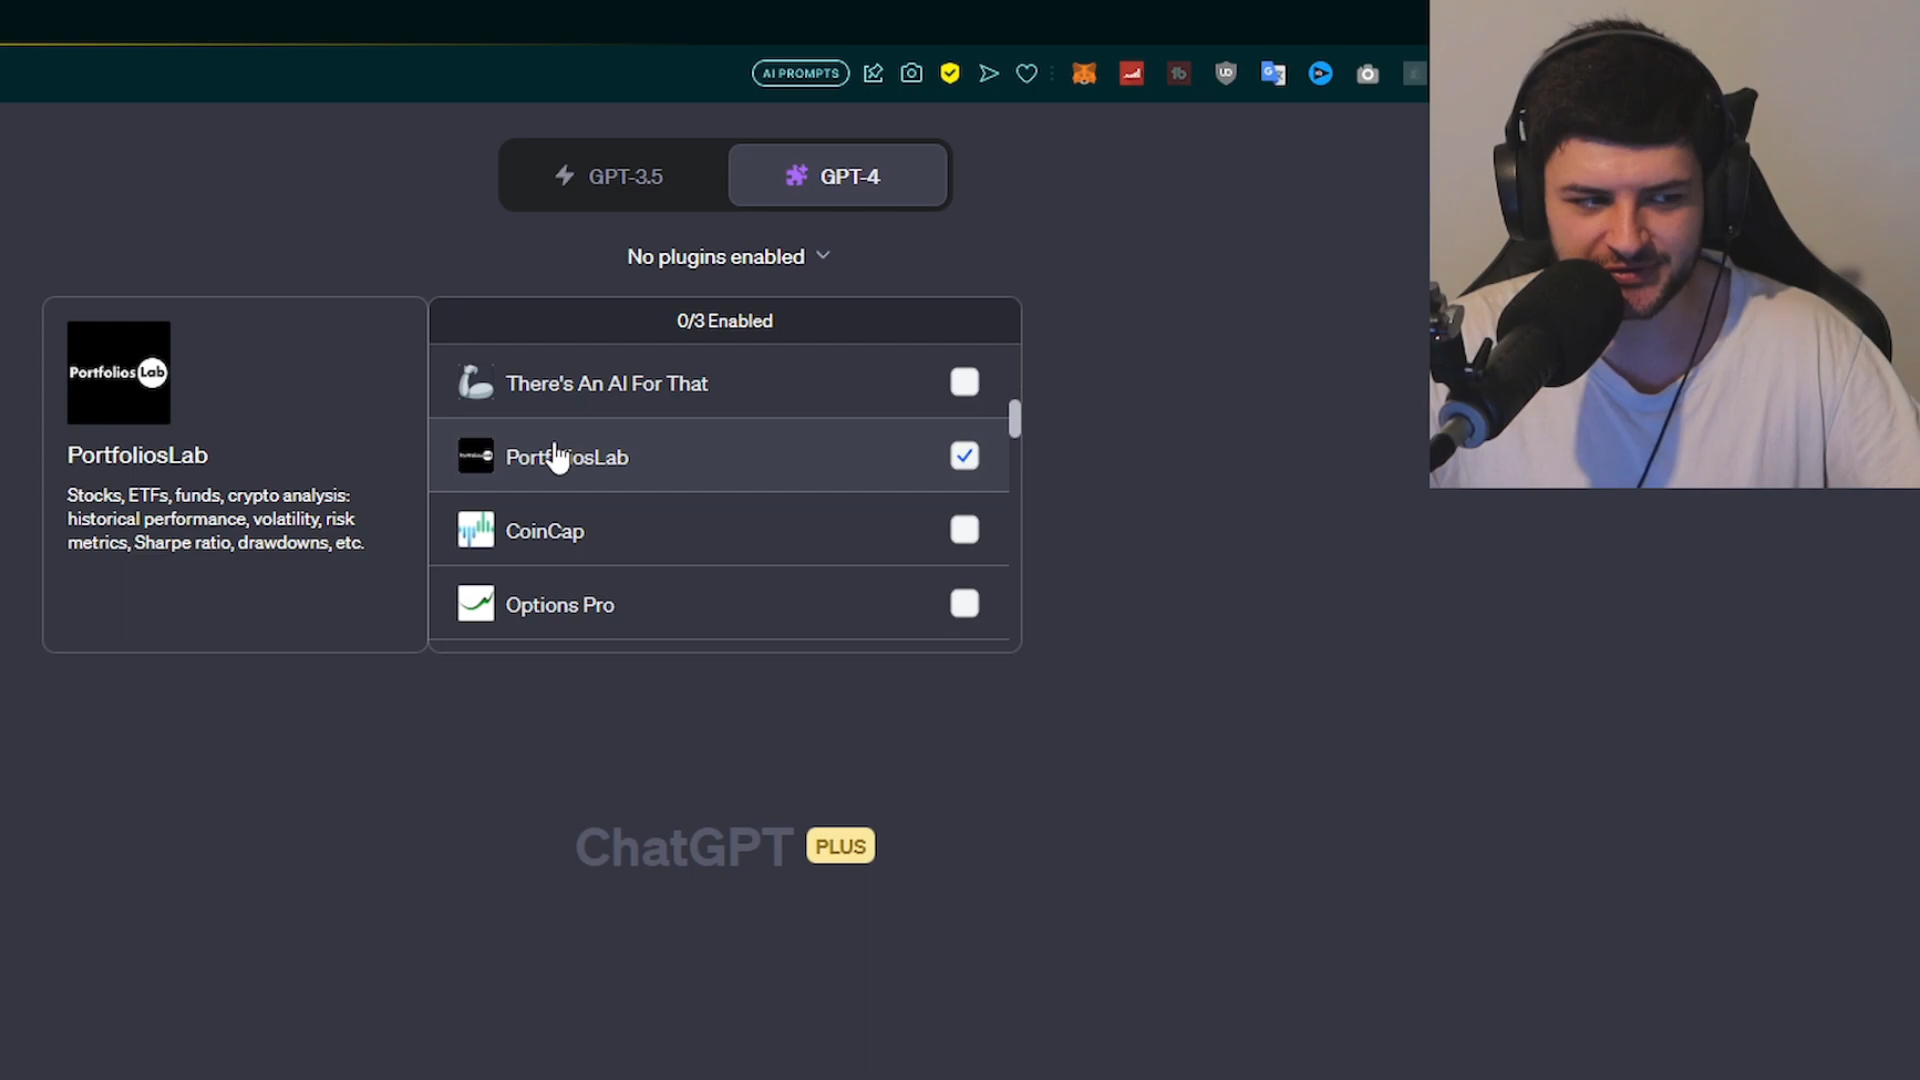 AI PROMPTS
GPT-3.5
GPT-4
No plugins enabled
Portfolios Lab
PortfoliosLab
Stocks, ETFs, funds, crypto analysis:
historical performance, volatility, risk
metrics, Sharpe ratio, drawdowns, etc.
0/3 Enabled
There's An AI For That
PortfoliosLab
CoinCap
Options Pro
ChatGPT PLUS